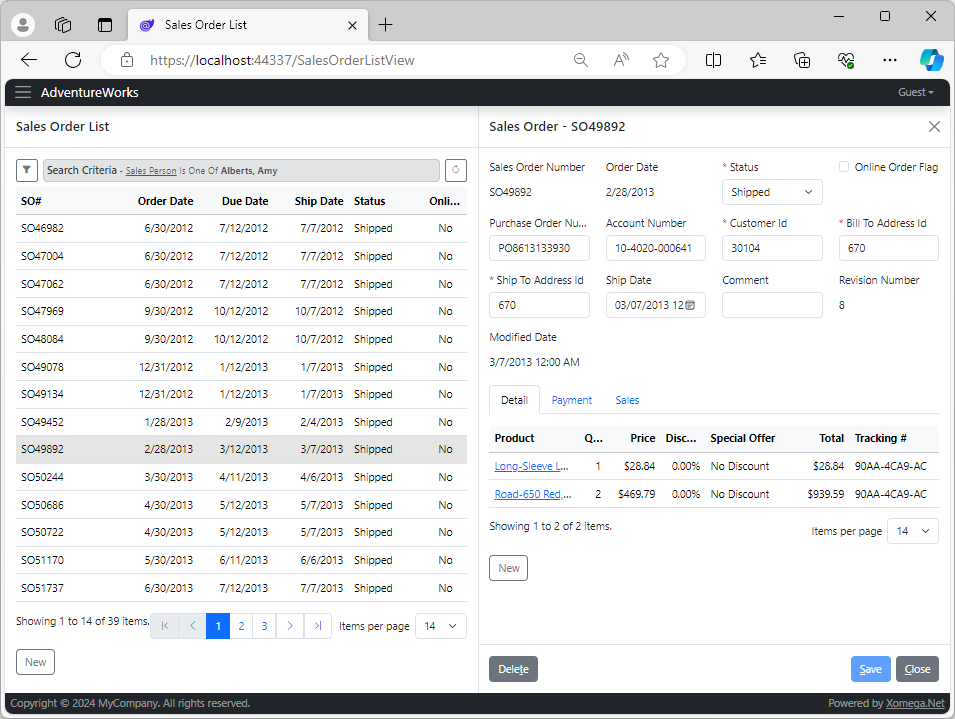 Sales Order List
https://localhost:44337/SalesOrderListView
AdventureWorks
Guest
Sales Order List
Search Criteria - Sales Person Is One Of Alberts, Amy
SO# Order Date Due Date Ship Date Status Onli...
SO46982 6/30/2012 7/12/2012 7/7/2012 Shipped No
SO47004 6/30/2012 7/12/2012 7/7/2012 Shipped No
SO47062 6/30/2012 7/12/2012 7/7/2012 Shipped No
SO47969 9/30/2012 10/12/2012 10/7/2012 Shipped No
SO48084 9/30/2012 10/12/2012 10/7/2012 Shipped No
SO49078 12/31/2012 1/12/2013 1/7/2013 Shipped No
SO49134 12/31/2012 1/12/2013 1/7/2013 Shipped No
SO49452 1/28/2013 2/9/2013 2/4/2013 Shipped No
SO49892 2/28/2013 3/12/2013 3/7/2013 Shipped No
SO50244 3/30/2013 4/11/2013 4/6/2013 Shipped No
SO50686 4/30/2013 5/12/2013 5/7/2013 Shipped No
SO50722 4/30/2013 5/12/2013 5/7/2013 Shipped No
SO51170 5/30/2013 6/11/2013 6/6/2013 Shipped No
SO51737 6/30/2013 7/12/2013 7/7/2013 Shipped No
Showing 1 to 14 of 39 items. 1 2 3 Items per page 14
New
Sales Order - SO49892
Sales Order Number Order Date * Status Online Order Flag
SO49892 2/28/2013 Shipped
Purchase Order Nu... Account Number * Customer Id * Bill To Address Id
PO8613133930 10-4020-000641 30104 670
* Ship To Address Id Ship Date Comment Revision Number
670 03/07/2013 12 8
Modified Date
3/7/2013 12:00 AM
Detail Payment Sales
Product Q... Price Disc... Special Offer Total Tracking #
Long-Sleeve L... 1 $28.84 0.00% No Discount $28.84 90AA-4CA9-AC
Road-650 Red,... 2 $469.79 0.00% No Discount $939.59 90AA-4CA9-AC
Showing 1 to 2 of 2 items.
Items per page 14
New
Delete Save Close
Copyright © 2024 MyCompany. All rights reserved. Powered by Xomega.Net